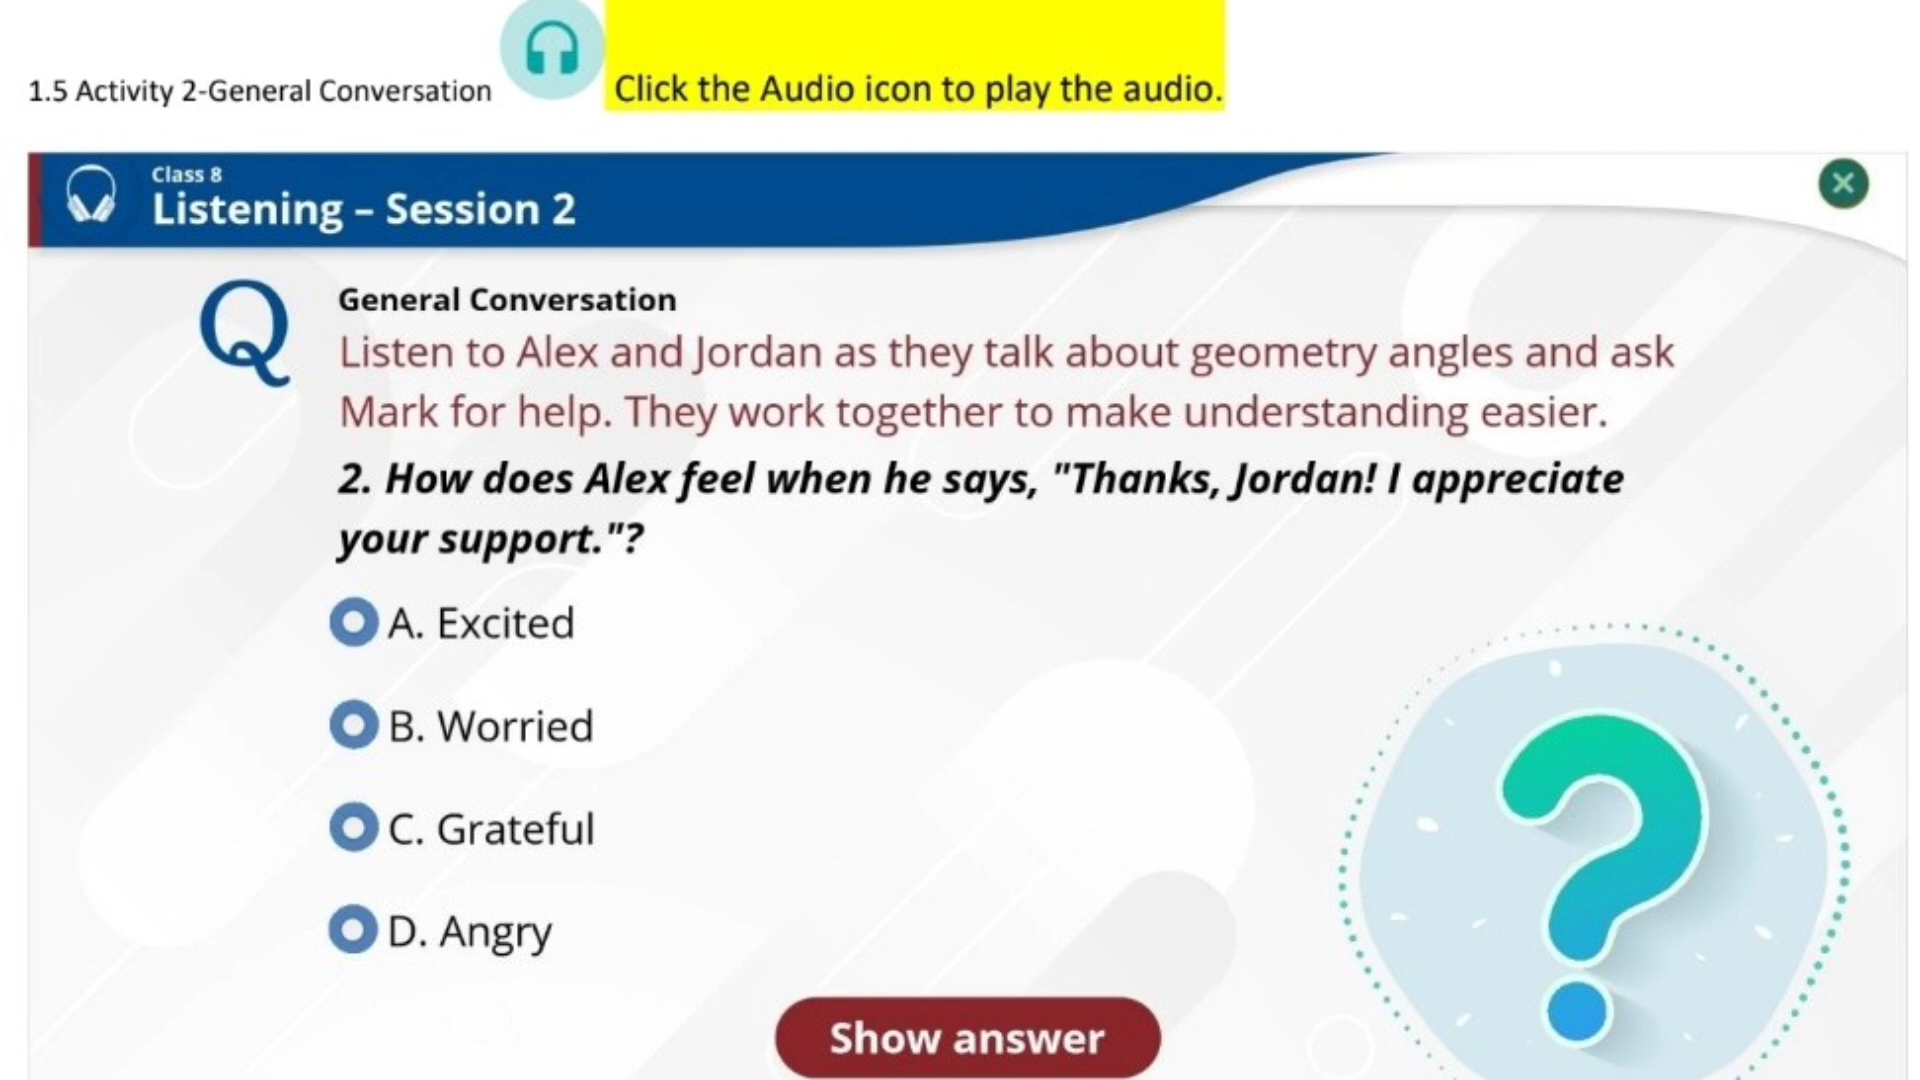 1.5 Activity 2-General Conversation Click the Audio icon to play the audio.
Class 8
Listening – Session 2
Q
General Conversation
Listen to Alex and Jordan as they talk about geometry angles and ask
Mark for help. They work together to make understanding easier.
2. How does Alex feel when he says, "Thanks, Jordan! I appreciate
your support."?
A. Excited
B. Worried
C. Grateful
D. Angry
Show answer